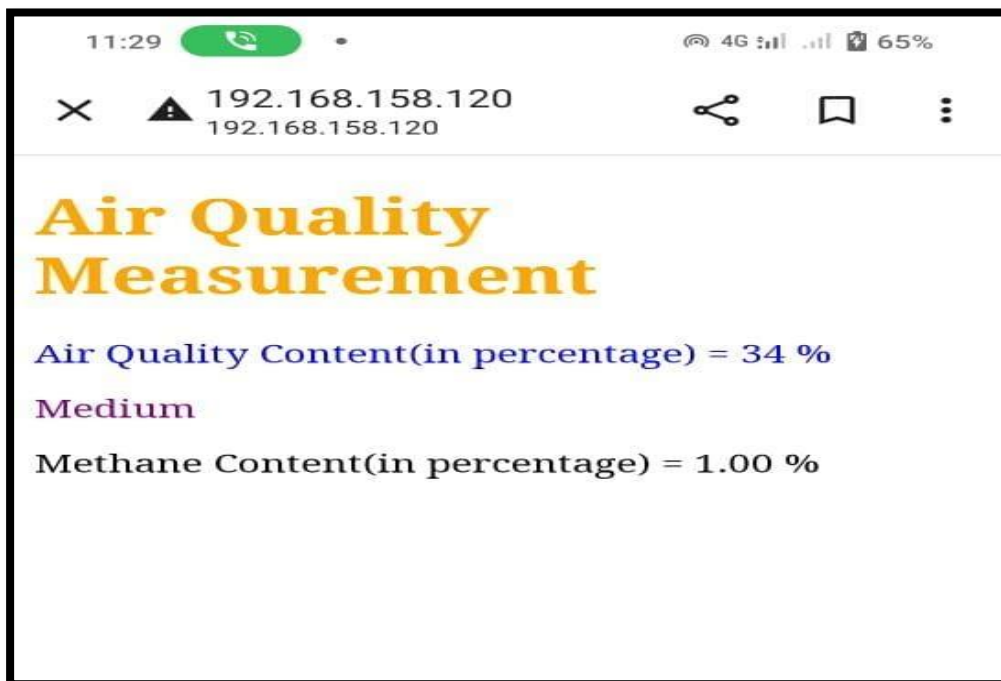 11:29
4G 65%
192.168.158.120
192.168.158.120
Air Quality
Measurement
Air Quality Content(in percentage) = 34 %
Medium
Methane Content(in percentage) = 1.00 %